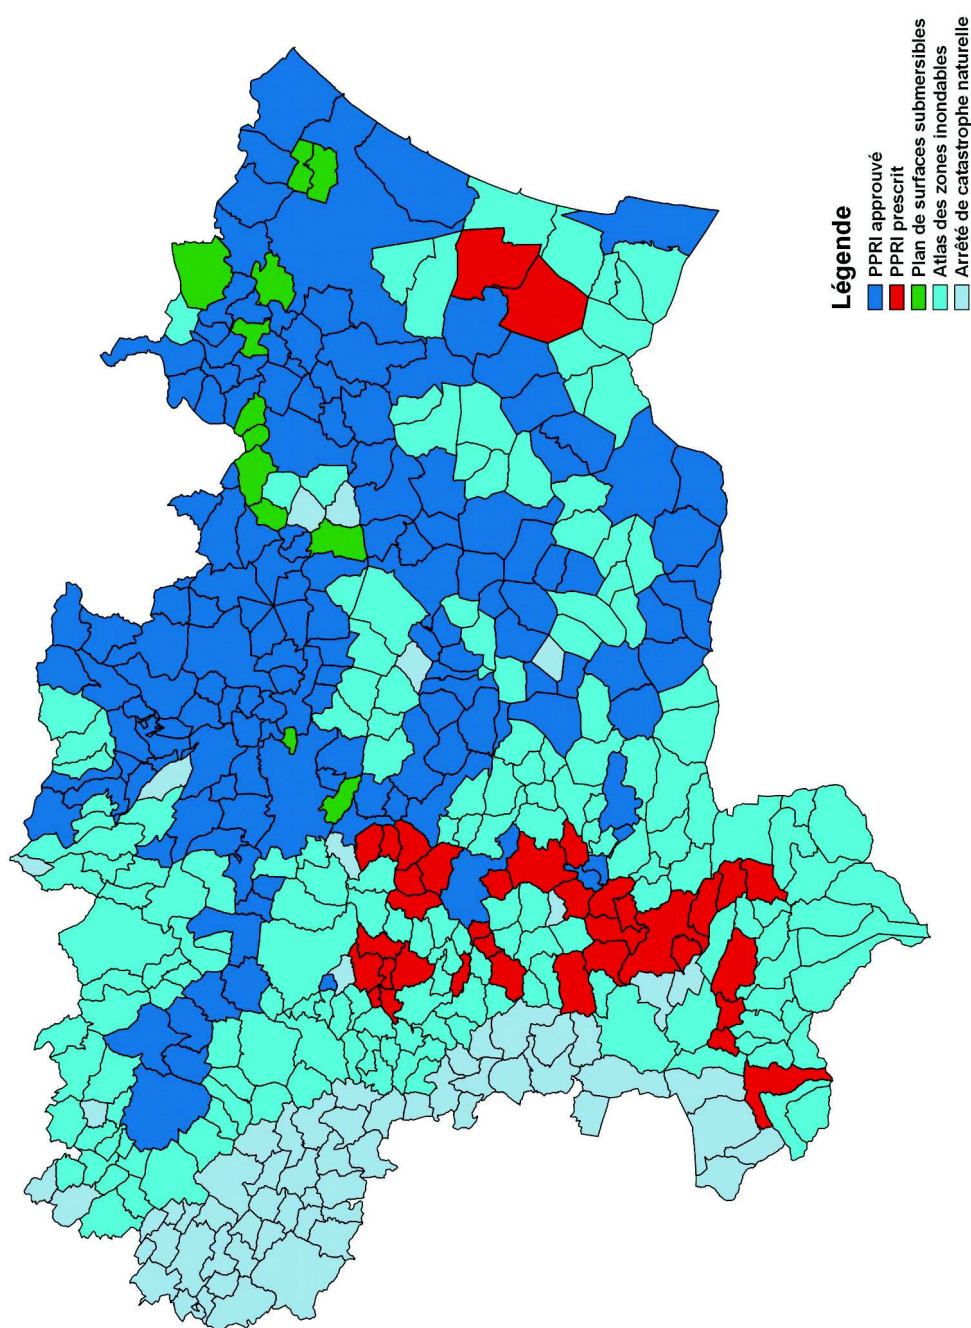 Légende
PPRI approuvé
PPRI prescrit
Plan de surfaces submersibles
Atlas des zones inondables
Arrêté de catastrophe naturelle